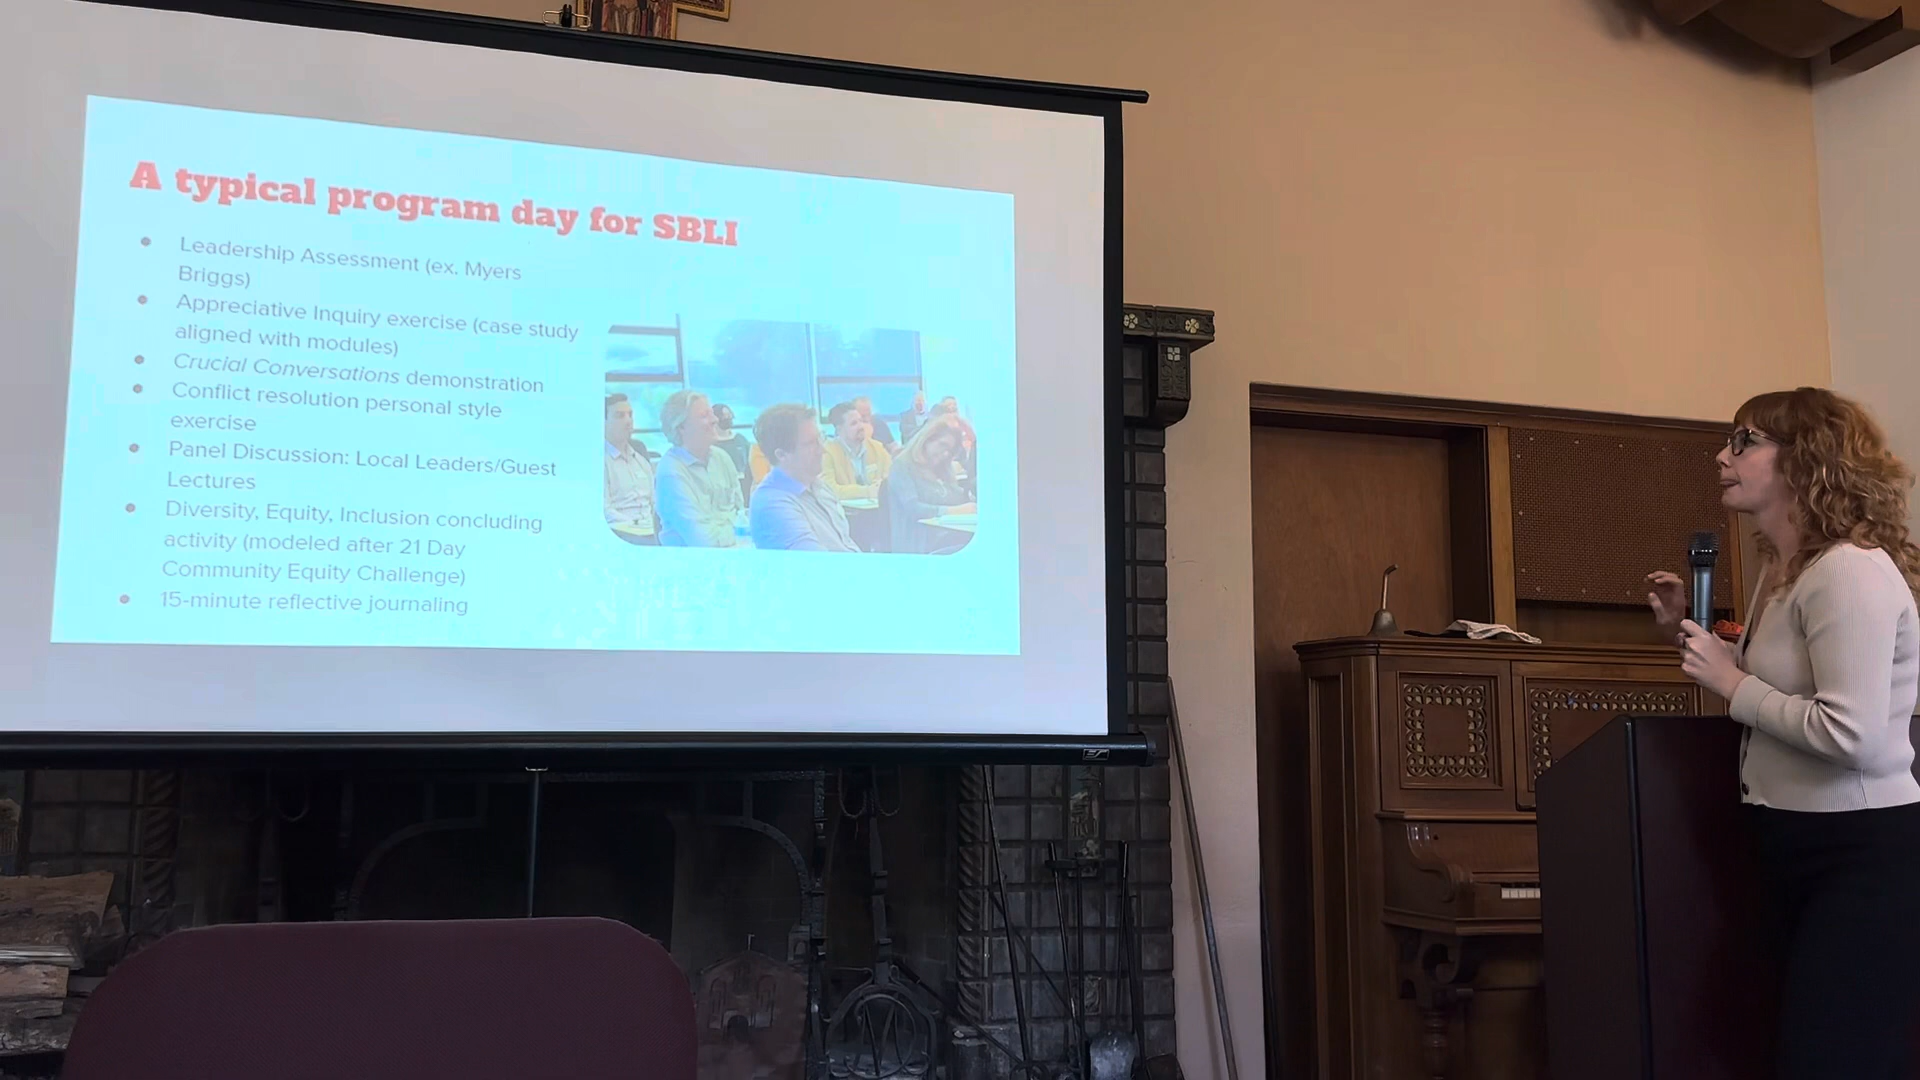 A typical program day for SBLI
● Leadership Assessment (ex. Myers
Briggs)
● Appreciative Inquiry exercise (case study
aligned with modules)
● Crucial Conversations demonstration
● Conflict resolution personal style
exercise
● Panel Discussion: Local Leaders/Guest
Lectures
● Diversity, Equity, Inclusion concluding
activity (modeled after 21 Day
Community Equity Challenge)
● 15-minute reflective journaling